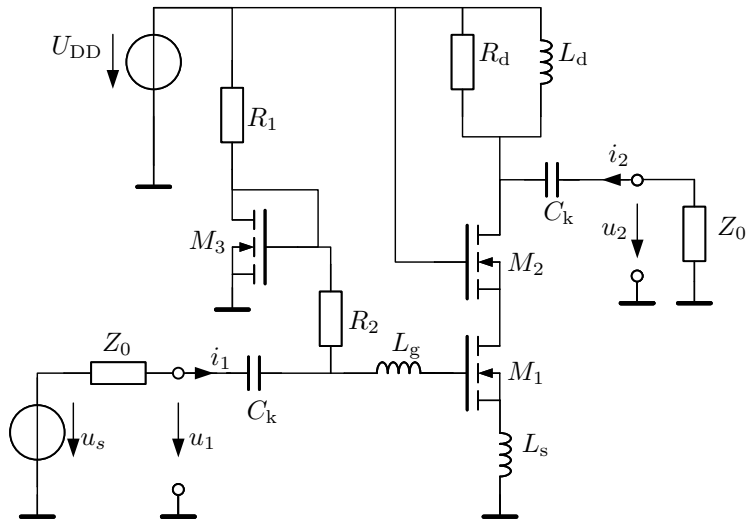 U_DD
R_1
R_d
L_d
i_2
C_k
M_3
u_2
Z_0
M_2
R_2
Z_0
i_1
L_g
M_1
C_k
u_s
u_1
L_s